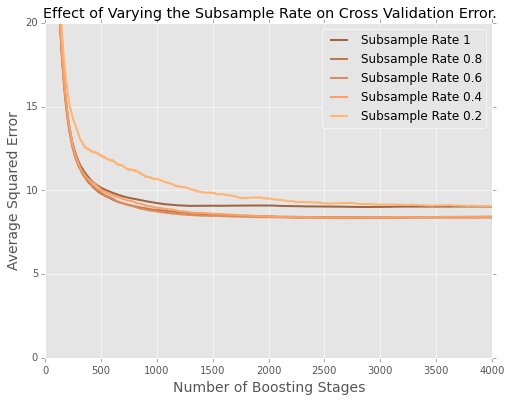 Effect of Varying the Subsample Rate on Cross Validation Error.
20
15
10
5
0
Average Squared Error
Subsample Rate 1
Subsample Rate 0.8
Subsample Rate 0.6
Subsample Rate 0.4
Subsample Rate 0.2
0 500 1000 1500 2000 2500 3000 3500 4000
Number of Boosting Stages